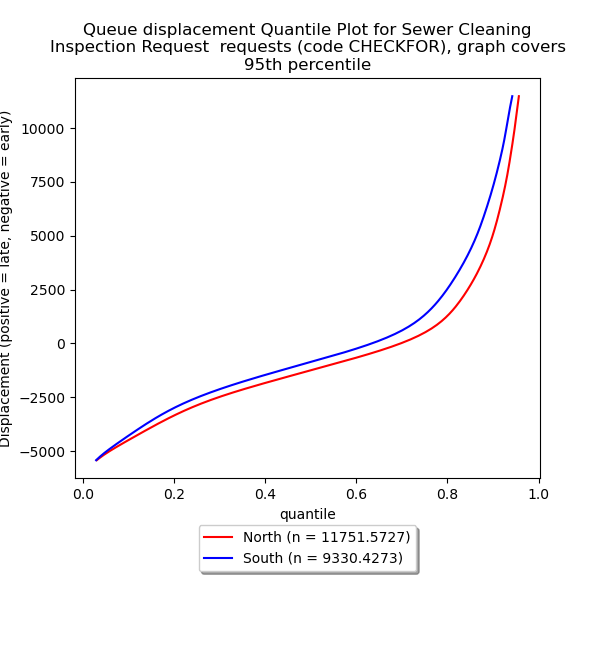 Queue displacement Quantile Plot for Sewer Cleaning
Inspection Request  requests (code CHECKFOR), graph covers
95th percentile
Displacement (positive = late, negative = early)
10000
7500
5000
2500
0
−2500
−5000
0.0 0.2 0.4 0.6 0.8 1.0
quantile
North (n = 11751.5727)
South (n = 9330.4273)